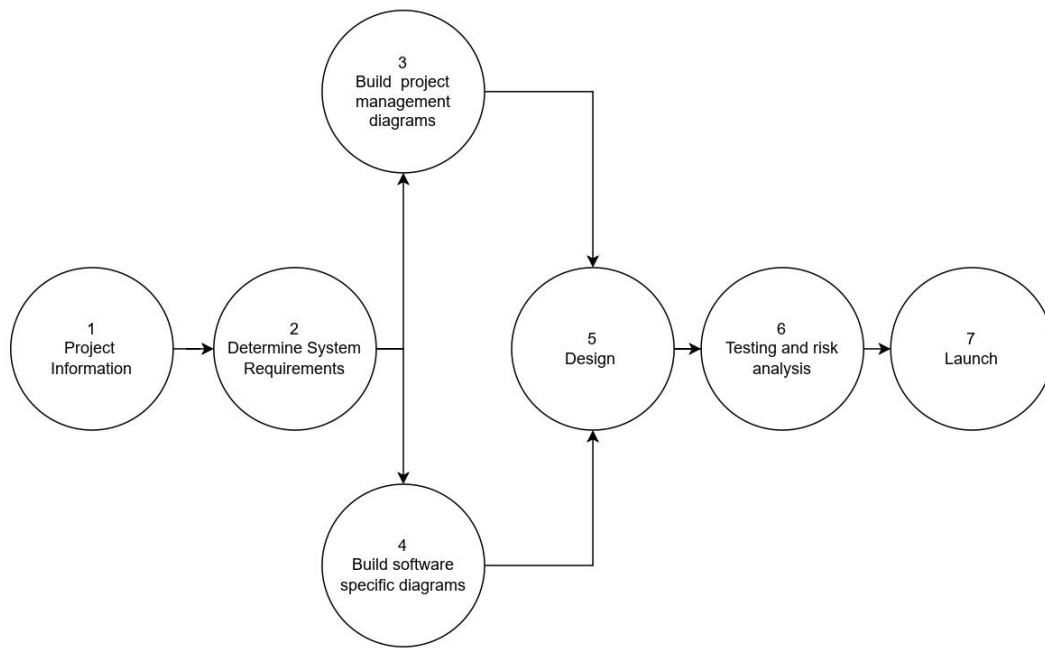 1
Project
Information
2
Determine System
Requirements
3
Build project
management
diagrams
4
Build software
specific diagrams
5
Design
6
Testing and risk
analysis
7
Launch